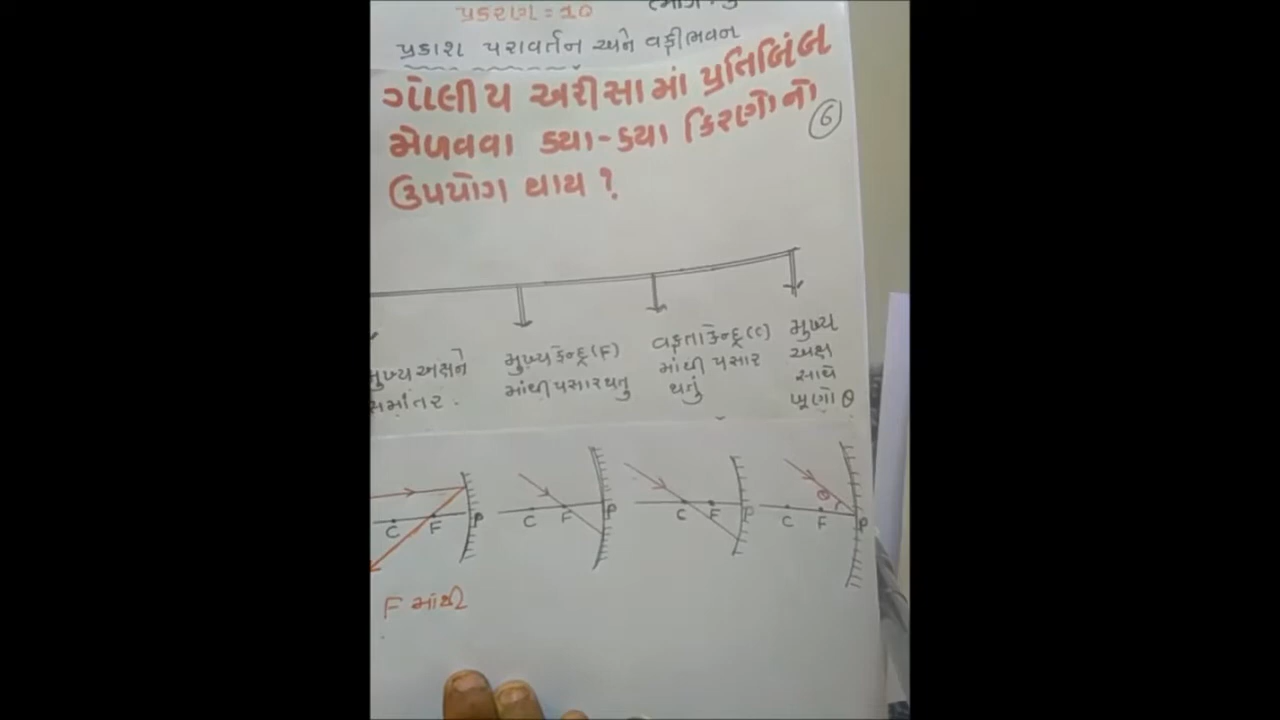 પ્રકરણ = 10
પ્રકાશ પરાવર્તન અને વક્રીભવન
ગોલીય અરીસામાં પ્રતિબિંબ
મેળવવા ક્યા-ક્યા કિરણોનો
ઉપયોગ થાય ?
6
મુખ્ય અક્ષને
સમાંતર .
મુખ્ય કેન્દ્ર (F)
માંથી પસાર થતુ
વક્રતા કેન્દ્ર (C)
માંથી પસાર
થતું
મુખ્ય
અક્ષ
સાથે
ખૂણો θ
C F P
C F P
C F P
θ
C F P
F માંથી